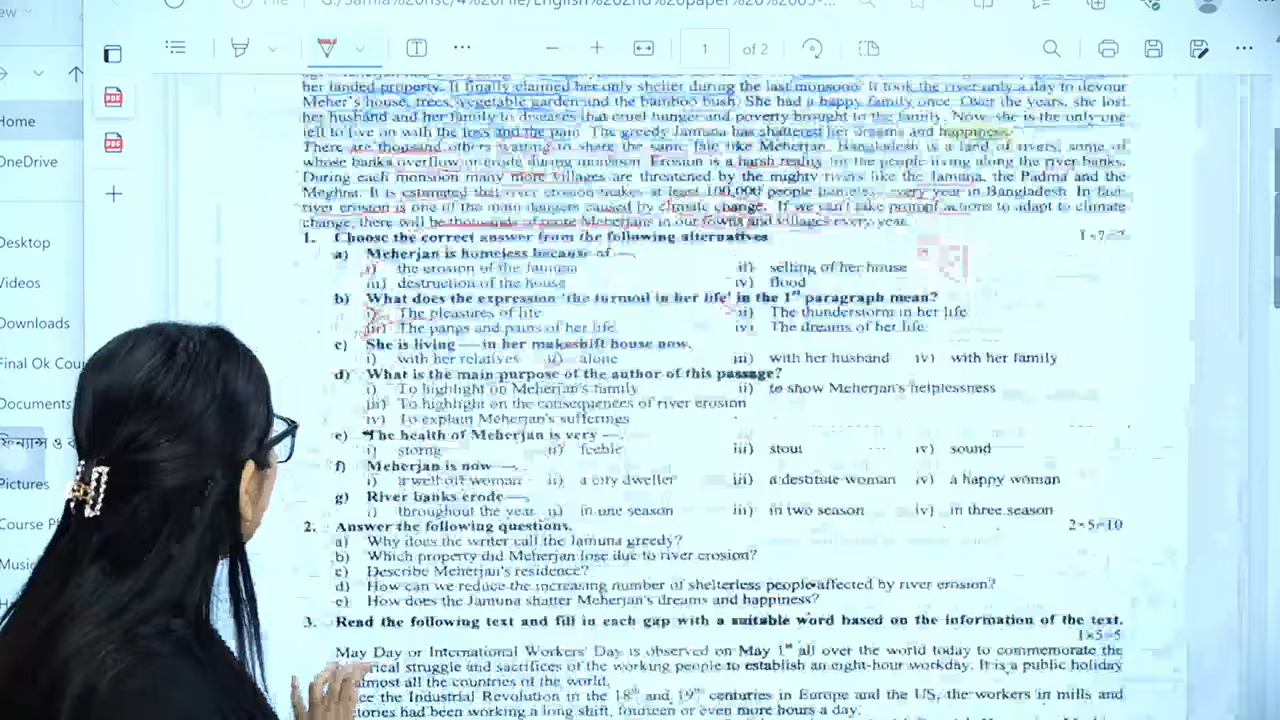 File
1 of 2
Home
OneDrive
Desktop
Videos
Downloads
Final Ok Cou
Documents
Pictures
her landed property. It finally claimed her only shelter during the last monsoon. It took the river only a day to devour
Meher's house, trees, vegetable garden and the bamboo bush. She had a happy family once. Over the years, she lost
her husband and her family to diseases that cruel hunger and poverty brought to the family. Now, she is the only one
left to live on with the loss and the pain. The greedy Jamuna has shattered her dreams and happiness.
There are thousand others waiting to share the same fate like Meherjan. Bangladesh is a land of rivers, some of
whose banks overflow or erode during monsoon. Erosion is a harsh reality for the people living along the river banks.
During each monsoon many more villages are threatened by the mighty rivers like the Jamuna, the Padma and the
Meghna. It is estimated that river erosion makes at least 100,000 people homeless every year in Bangladesh. In fact
river erosion is one of the main dangers caused by climate change. If we can't take prompt actions to adapt to climate
change, there will be thousands of more Meherjans in our towns and villages every year.
1. Choose the correct answer from the following alternatives 1×7=7
a) Meherjan is homeless because of —.
i) the erosion of the Jamuna ii) selling of her house
iii) destruction of the house iv) flood
b) What does the expression 'the turmoil in her life' in the 1st paragraph mean?
i) The pleasures of life ii) The thunderstorm in her life
iii) The pangs and pains of her life iv) The dreams of her life
c) She is living — in her makeshift house now.
i) with her relatives ii) alone iii) with her husband iv) with her family
d) What is the main purpose of the author of this passage?
i) To highlight on Meherjan's family ii) to show Meherjan's helplessness
iii) To highlight on the consequences of river erosion
iv) To explain Meherjan's sufferings
e) The health of Meherjan is very —.
i) storng ii) feeble iii) stout iv) sound
f) Meherjan is now —.
i) a well off woman ii) a city dweller iii) a destitute woman iv) a happy woman
g) River banks erode —.
i) throughout the year ii) in one season iii) in two season iv) in three season
2. Answer the following questions. 2×5=10
a) Why does the writer call the Jamuna greedy?
b) Which property did Meherjan lose due to river erosion?
c) Describe Meherjan's residence?
d) How can we reduce the increasing number of shelterless people affected by river erosion?
e) How does the Jamuna shatter Meherjan's dreams and happiness?
3. Read the following text and fill in each gap with a suitable word based on the information of the text.
1×5=5
May Day or International Workers' Day is observed on May 1st all over the world today to commemorate the
rical struggle and sacrifices of the working people to establish an eight-hour workday. It is a public holiday
almost all the countries of the world.
ce the Industrial Revolution in the 18th and 19th centuries in Europe and the US, the workers in mills and
tories had been working a long shift, fourteen or even more hours a day.